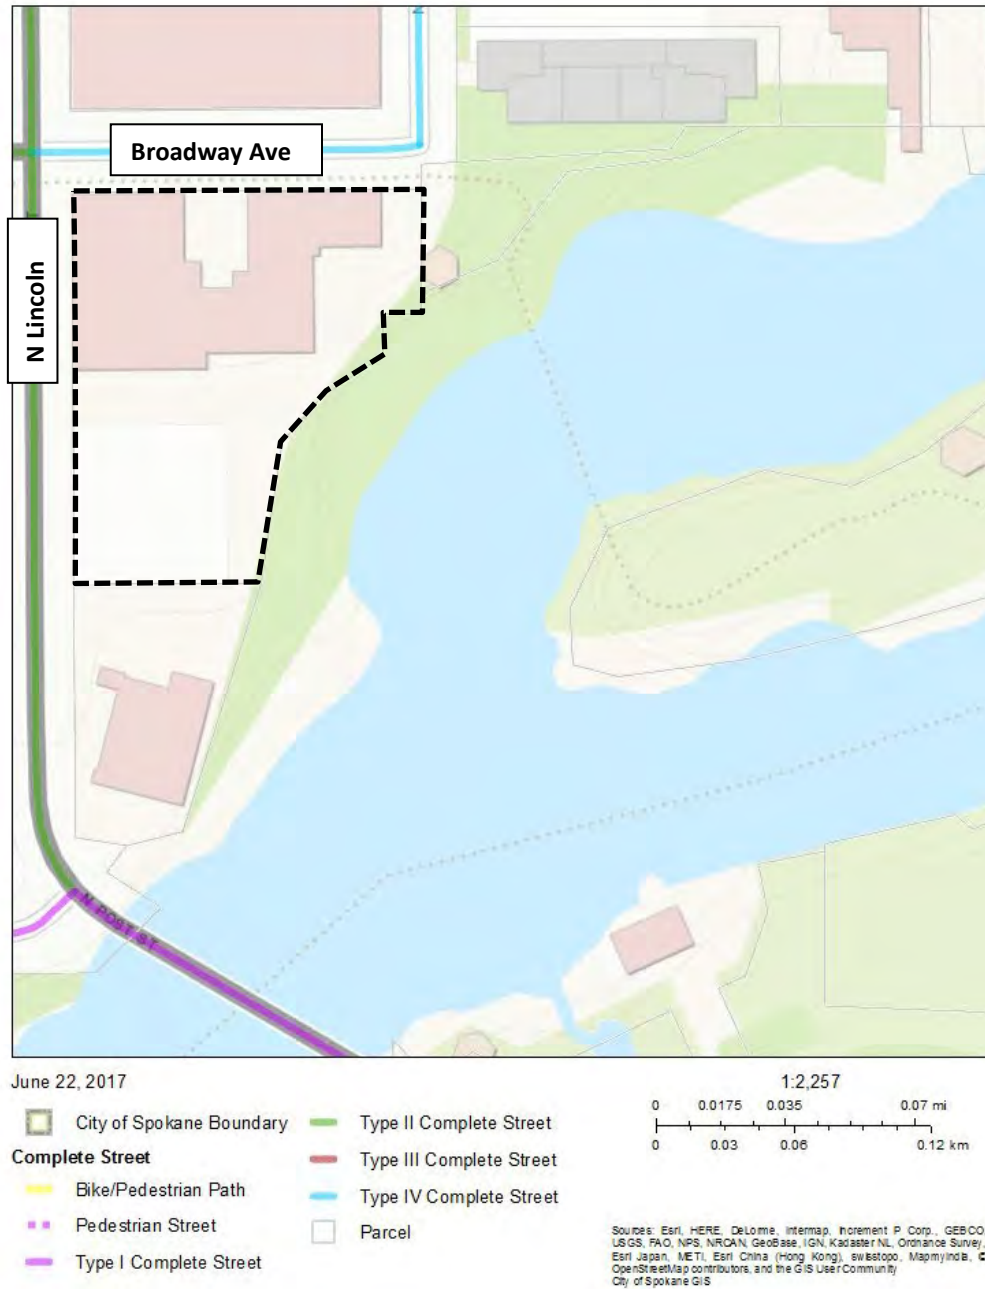 Broadway Ave
N Lincoln
N POST ST
June 22, 2017
1:2,257
0 0.0175 0.035 0.07 mi
0 0.03 0.06 0.12 km
City of Spokane Boundary
Complete Street
Bike/Pedestrian Path
Pedestrian Street
Type I Complete Street
Type II Complete Street
Type III Complete Street
Type IV Complete Street
Parcel
Sources: Esri, HERE, DeLorme, Intermap, Increment P Corp., GEBCO,
USGS, FAO, NPS, NRCAN, GeoBase, IGN, Kadaster NL, Ordnance Survey,
Esri Japan, METI, Esri China (Hong Kong), swisstopo, MapmyIndia, ©
OpenStreetMap contributors, and the GIS User Community
City of Spokane GIS